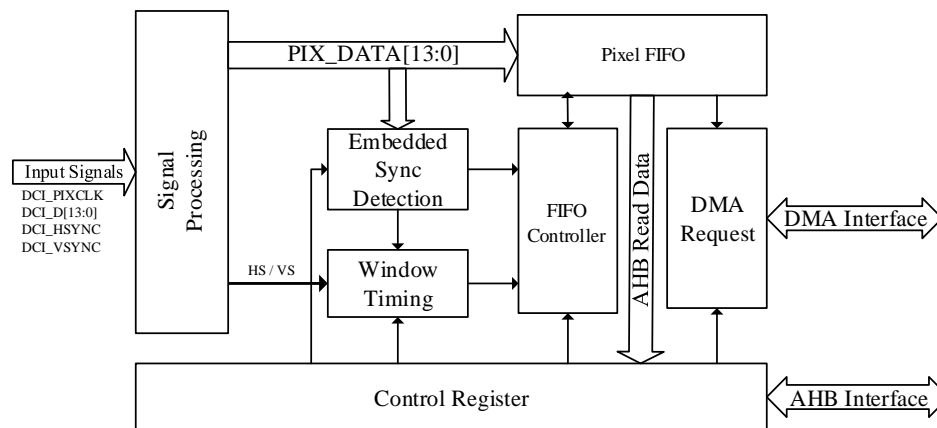 PIX_DATA[13:0]
Pixel FIFO
Input Signals
DCI_PIXCLK
DCI_D[13:0]
DCI_HSYNC
DCI_VSYNC
Signal
Processing
Embedded
Sync
Detection
FIFO
Controller
AHB Read Data
DMA
Request
DMA Interface
HS / VS
Window
Timing
Control Register
AHB Interface